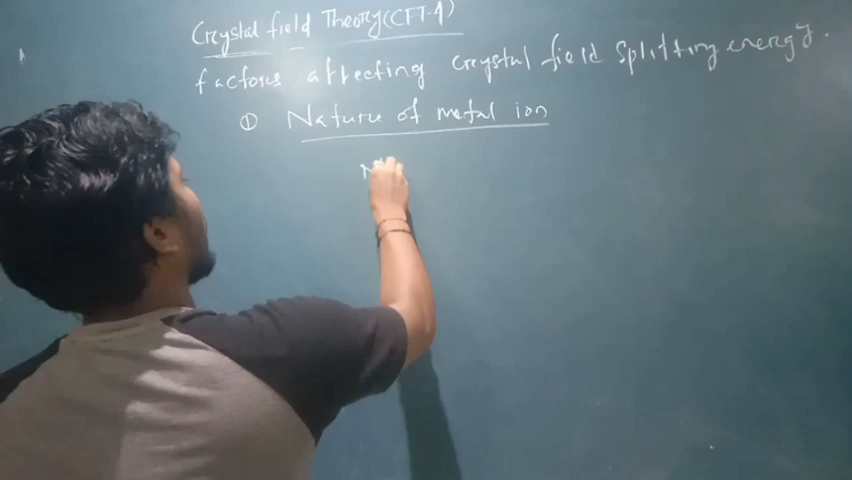 Crystal field Theory (CFT-4)
factors affecting crystal field splitting energy.
① Nature of metal ion